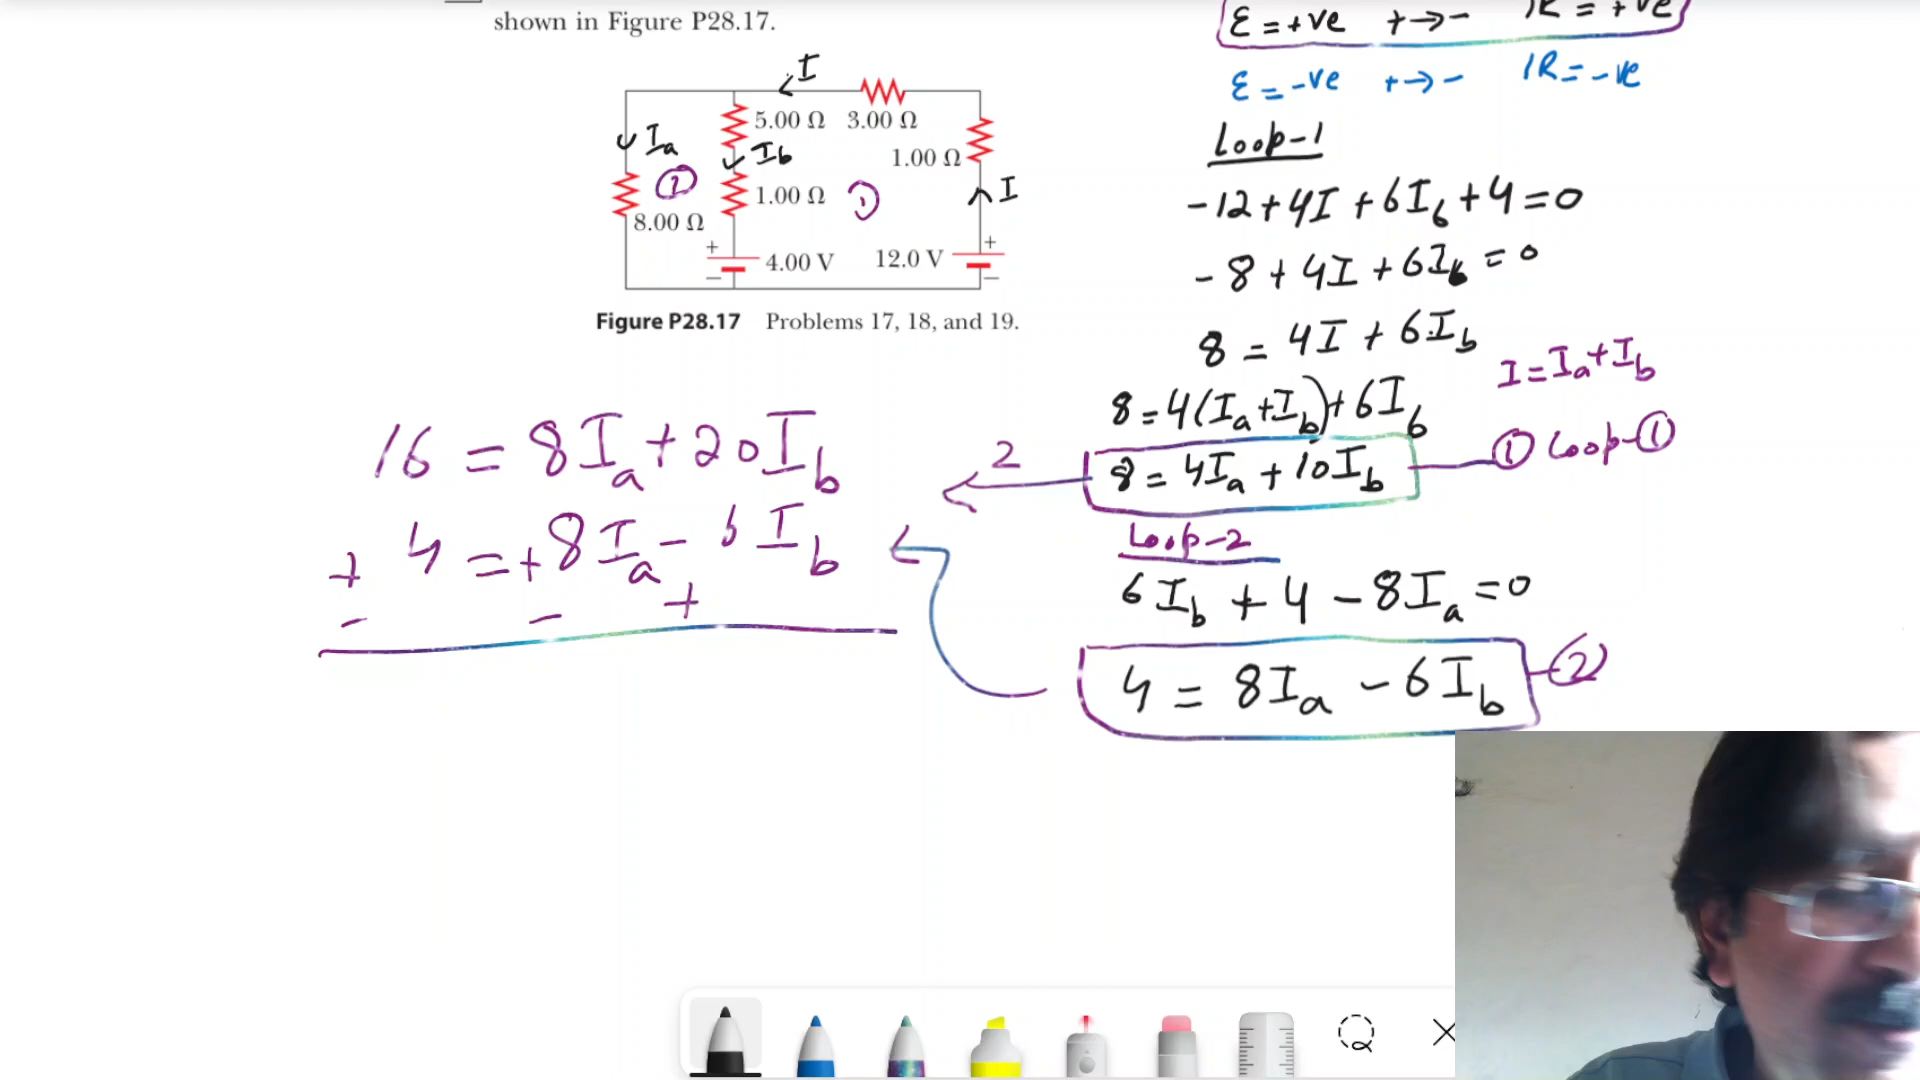 shown in Figure P28.17.
I
5.00 Ω 3.00 Ω
Ia
Ib
1.00 Ω
1.00 Ω
I
8.00 Ω
+
4.00 V
−
12.0 V
+
−
Figure P28.17 Problems 17, 18, and 19.
16 = 8Ia + 20Ib
+ 4 = +8Ia − 6Ib
− − +
ε = +ve + → − IR = +ve
ε = −ve + → − IR = −ve
Loop-1
−12 + 4I + 6Ib + 4 = 0
−8 + 4I + 6Ib = 0
8 = 4I + 6Ib
I = Ia + Ib
8 = 4(Ia + Ib) + 6Ib
2
8 = 4Ia + 10Ib
① Loop-①
Loop-2
6Ib + 4 − 8Ia = 0
4 = 8Ia − 6Ib
②